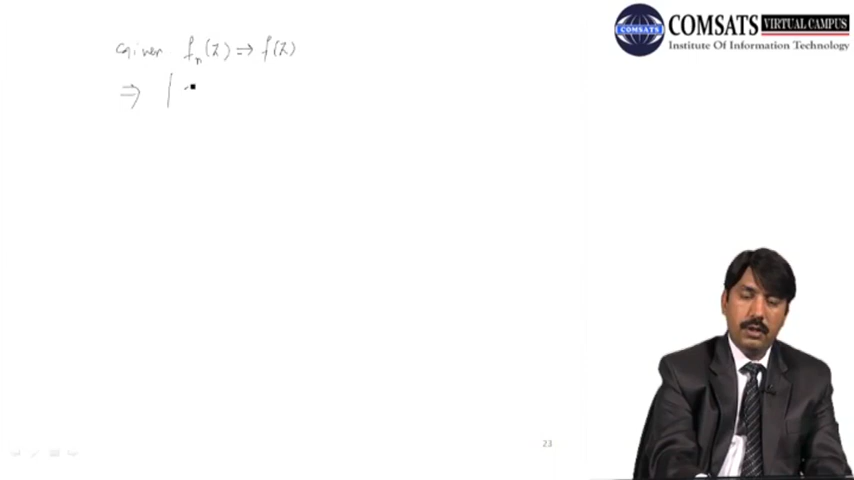 Given fₙ(z) ⇒ f(z)
⇒ |
COMSATS VIRTUAL CAMPUS
Institute Of Information Technology
COMSATS
23